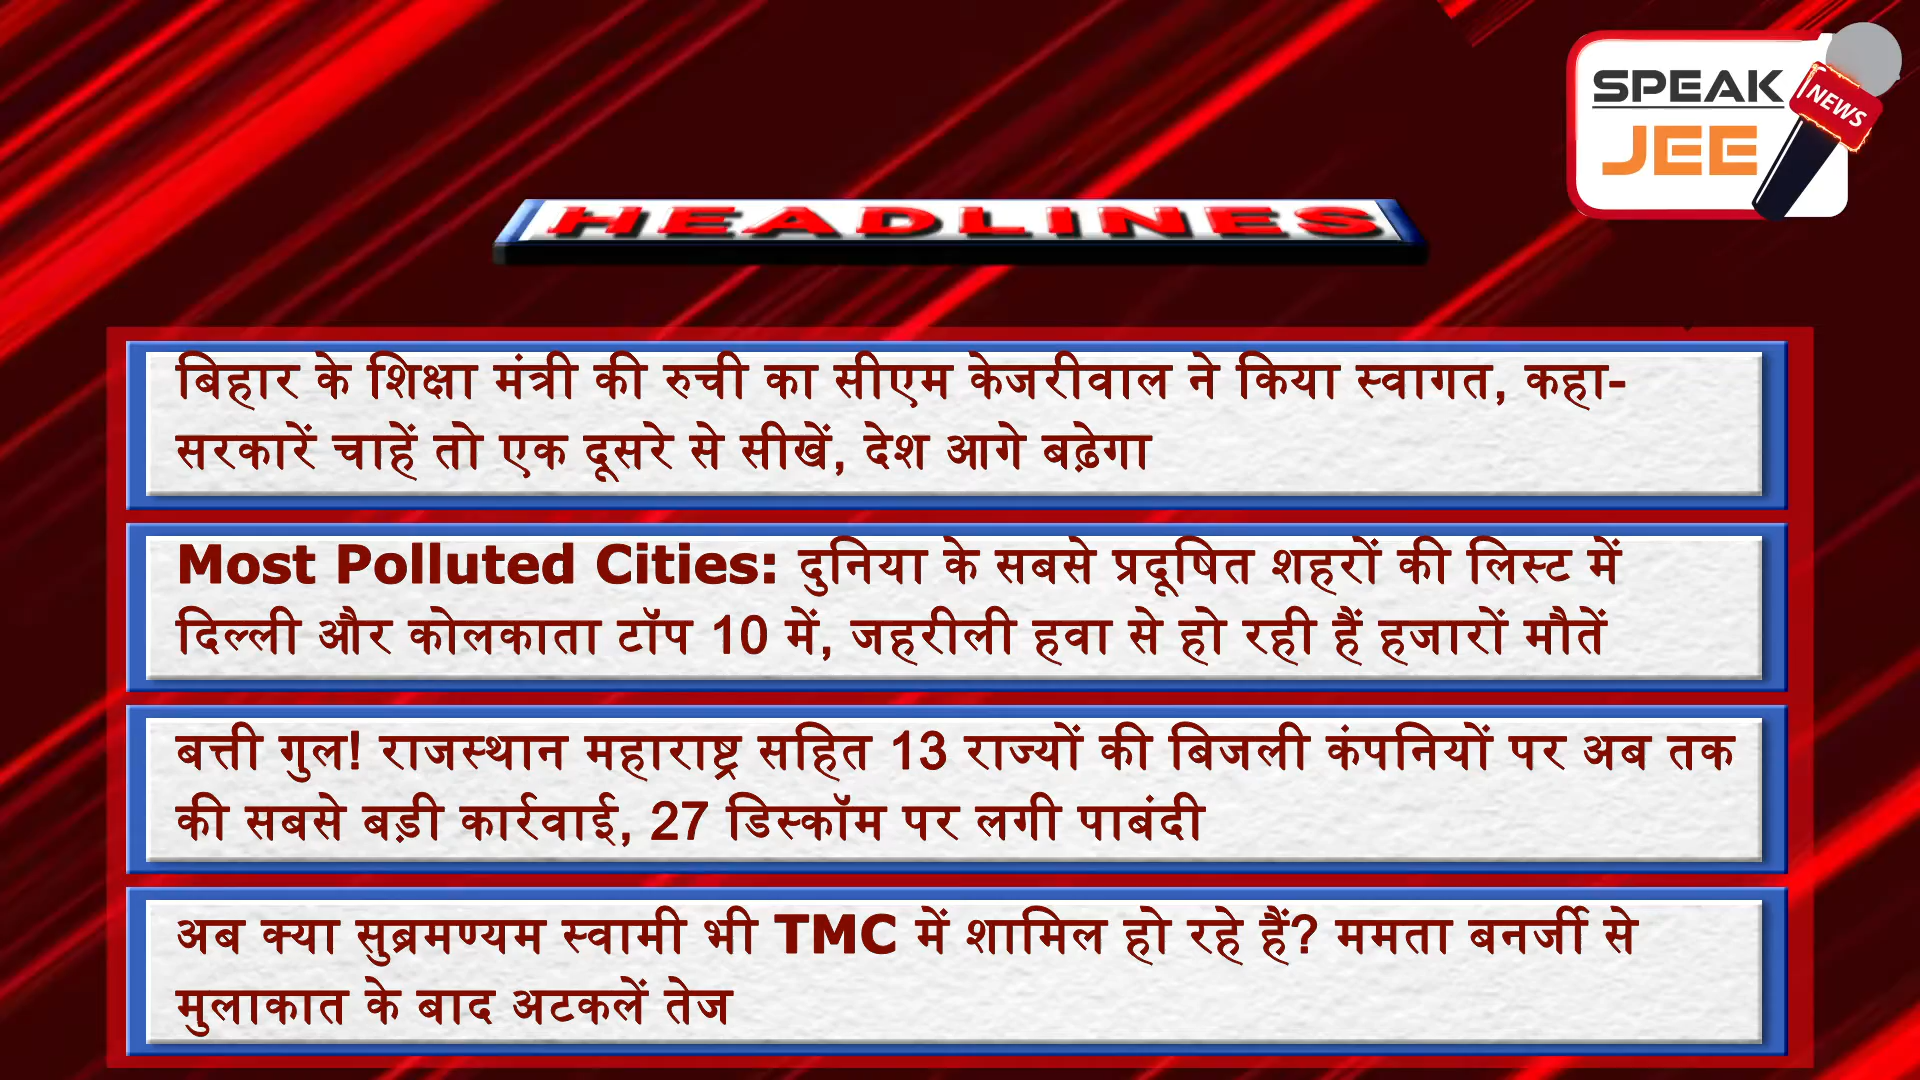 SPEAK
JEE
NEWS
HEADLINES
बिहार के शिक्षा मंत्री की रुची का सीएम केजरीवाल ने किया स्वागत, कहा-
सरकारें चाहें तो एक दूसरे से सीखें, देश आगे बढ़ेगा
Most Polluted Cities: दुनिया के सबसे प्रदूषित शहरों की लिस्ट में
दिल्ली और कोलकाता टॉप 10 में, जहरीली हवा से हो रही हैं हजारों मौतें
बत्ती गुल! राजस्थान महाराष्ट्र सहित 13 राज्यों की बिजली कंपनियों पर अब तक
की सबसे बड़ी कार्रवाई, 27 डिस्कॉम पर लगी पाबंदी
अब क्या सुब्रमण्यम स्वामी भी TMC में शामिल हो रहे हैं? ममता बनर्जी से
मुलाकात के बाद अटकलें तेज